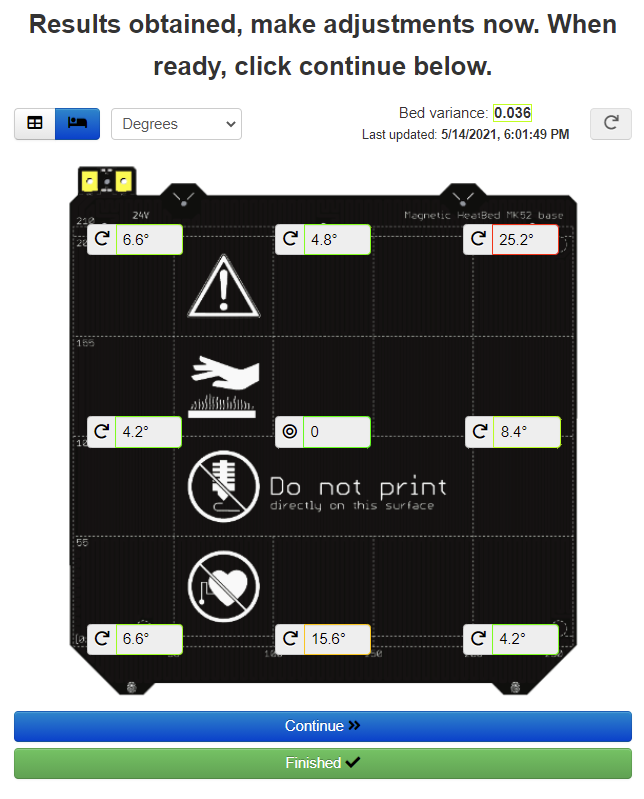 Results obtained, make adjustments now. When
ready, click continue below.
Degrees
Bed variance: 0.036
Last updated: 5/14/2021, 6:01:49 PM
24V
Magnetic HeatBed MK52 base
210
6.6°
4.8°
25.2°
155
4.2°
0
8.4°
Do not print
directly on this surface
55
6.6°
15.6°
4.2°
Continue
Finished